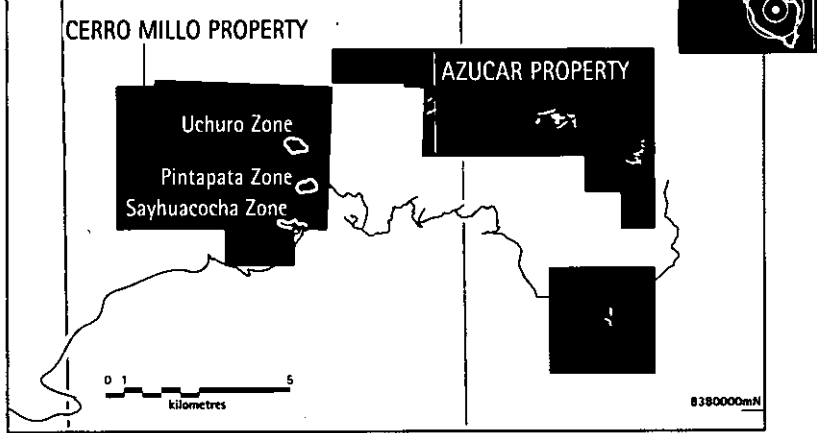 CERRO MILLO PROPERTY
AZUCAR PROPERTY
Uchuro Zone
Pintapata Zone
Sayhuacocha Zone
0 1 5
kilometres
8380000mN